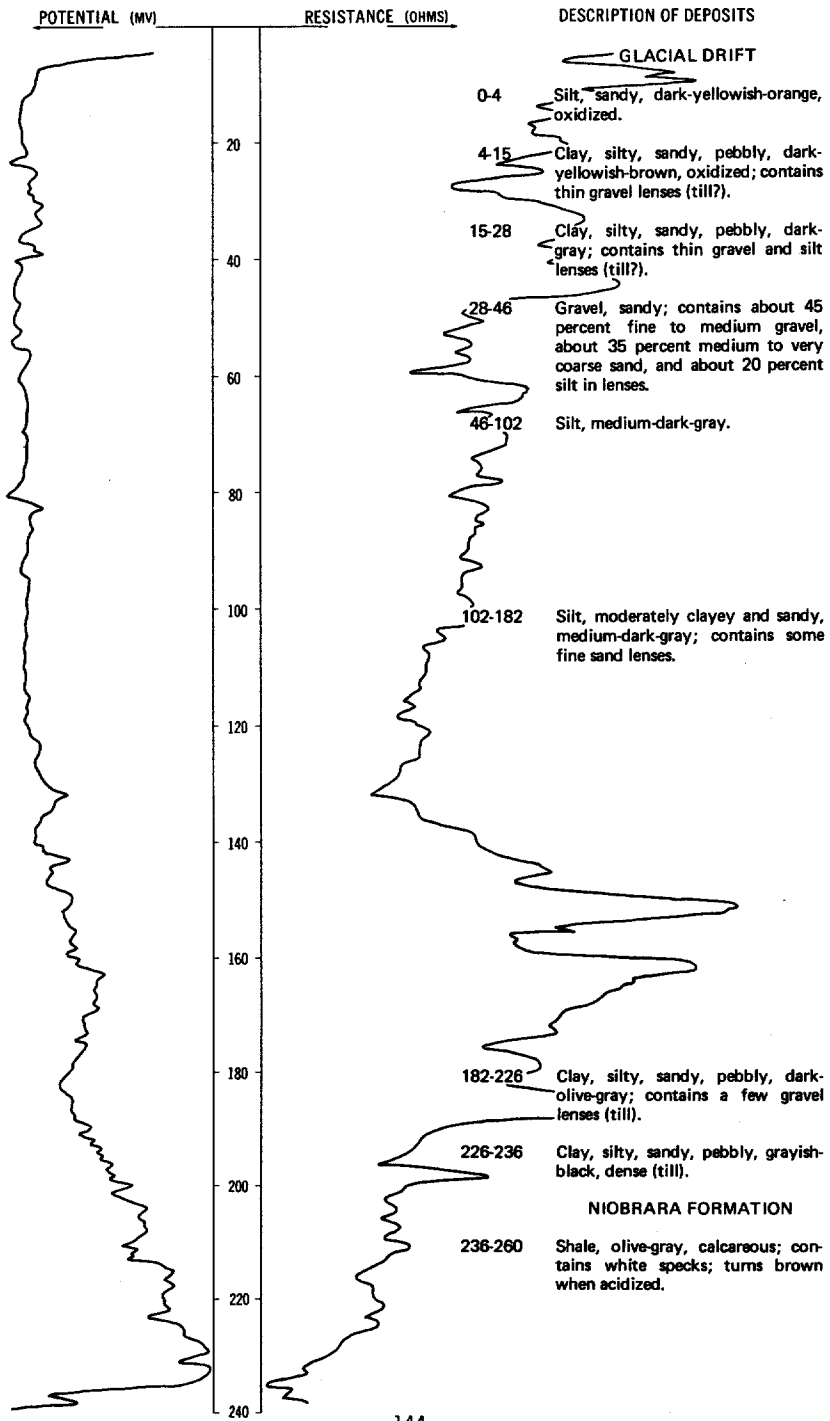 POTENTIAL (MV) RESISTANCE (OHMS) DESCRIPTION OF DEPOSITS
GLACIAL DRIFT
0-4 Silt, sandy, dark-yellowish-orange,
oxidized.
20
4-15 Clay, silty, sandy, pebbly, dark-
yellowish-brown, oxidized; contains
thin gravel lenses (till?).
15-28 Clay, silty, sandy, pebbly, dark-
gray; contains thin gravel and silt
40 lenses (till?).
28-46 Gravel, sandy; contains about 45
percent fine to medium gravel,
about 35 percent medium to very
coarse sand, and about 20 percent
60 silt in lenses.
46-102 Silt, medium-dark-gray.
80
100
102-182 Silt, moderately clayey and sandy,
medium-dark-gray; contains some
fine sand lenses.
120
140
160
180
182-226 Clay, silty, sandy, pebbly, dark-
olive-gray; contains a few gravel
lenses (till).
226-236 Clay, silty, sandy, pebbly, grayish-
black, dense (till).
200
NIOBRARA FORMATION
236-260 Shale, olive-gray, calcareous; con-
tains white specks; turns brown
when acidized.
220
240